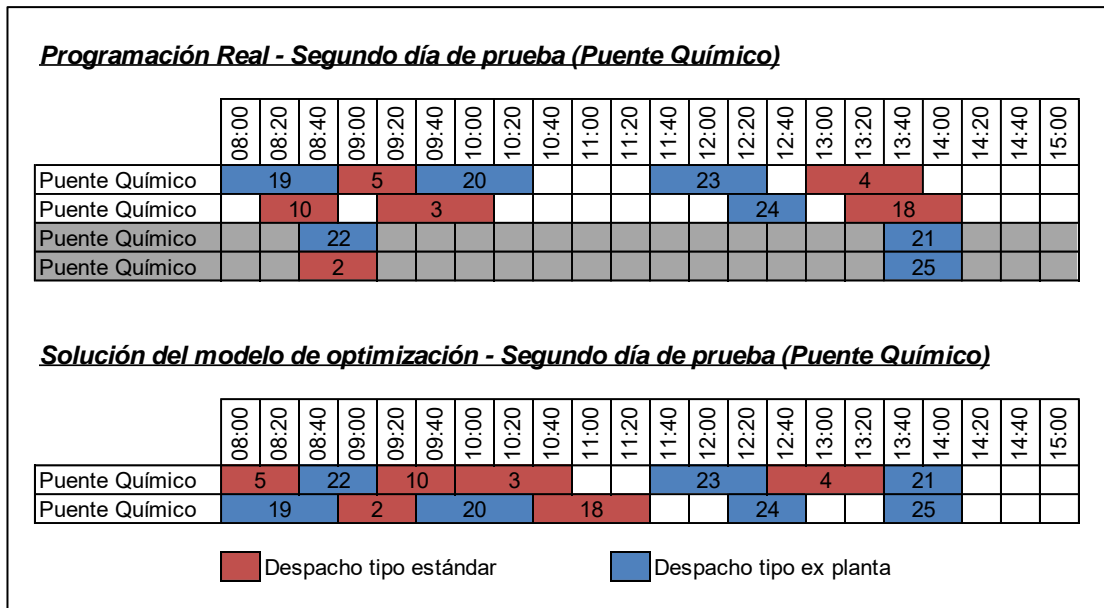 Programación Real - Segundo día de prueba (Puente Químico)
08:00 08:20 08:40 09:00 09:20 09:40 10:00 10:20 10:40 11:00 11:20 11:40 12:00 12:20 12:40 13:00 13:20 13:40 14:00 14:20 14:40 15:00
Puente Químico 19 5 20 23 4
Puente Químico 10 3 24 18
Puente Químico 22 21
Puente Químico 2 25
Solución del modelo de optimización - Segundo día de prueba (Puente Químico)
08:00 08:20 08:40 09:00 09:20 09:40 10:00 10:20 10:40 11:00 11:20 11:40 12:00 12:20 12:40 13:00 13:20 13:40 14:00 14:20 14:40 15:00
Puente Químico 5 22 10 3 23 4 21
Puente Químico 19 2 20 18 24 25
Despacho tipo estándar Despacho tipo ex planta